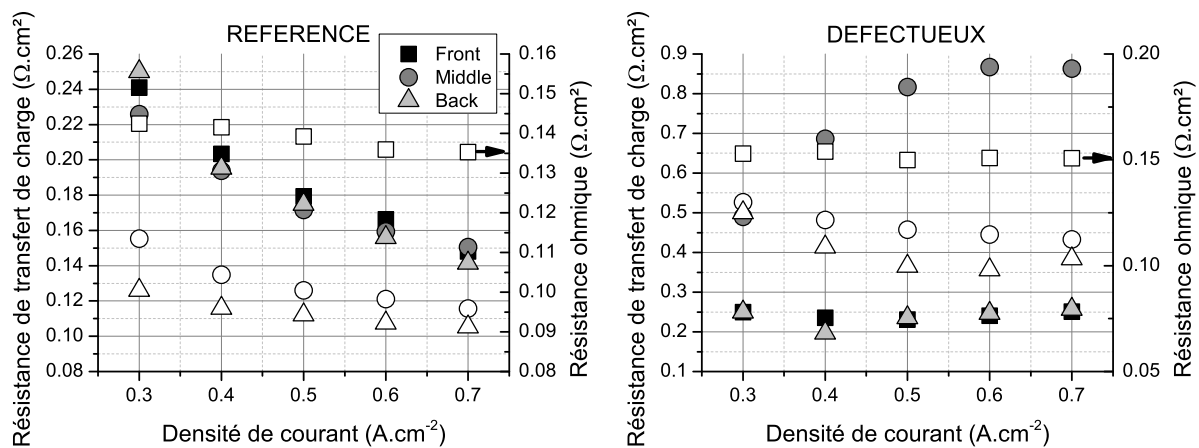 REFERENCE
Résistance de transfert de charge (Ω.cm²)
0.26
0.24
0.22
0.20
0.18
0.16
0.14
0.12
0.10
0.08
Front
Middle
Back
0.16
0.15
0.14
0.13
0.12
0.11
0.10
0.09
0.08
Résistance ohmique (Ω.cm²)
0.3 0.4 0.5 0.6 0.7
Densité de courant (A.cm⁻²)
DEFECTUEUX
Résistance de transfert de charge (Ω.cm²)
0.9
0.8
0.7
0.6
0.5
0.4
0.3
0.2
0.1
0.20
0.15
0.10
0.05
Résistance ohmique (Ω.cm²)
0.3 0.4 0.5 0.6 0.7
Densité de courant (A.cm⁻²)